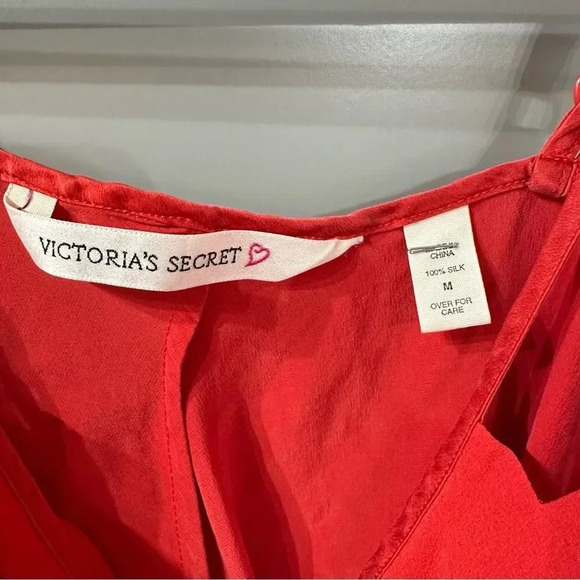 VICTORIA'S SECRET
CHINA
100% SILK
M
OVER FOR
CARE